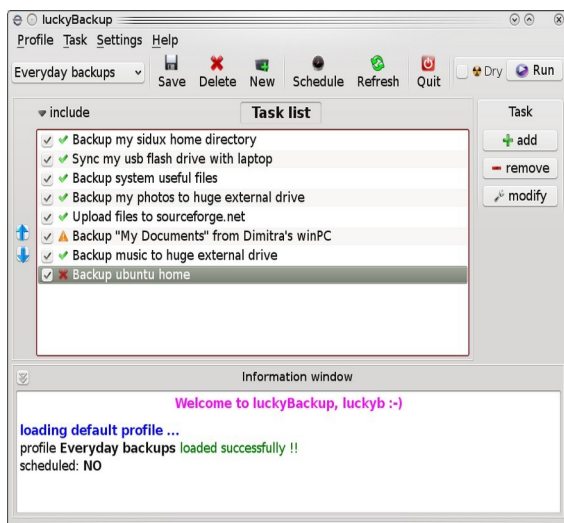 luckyBackup
Profile Task Settings Help
Everyday backups
Save Delete New Schedule Refresh Quit
Dry Run
include
Task list
Task
Backup my sidux home directory
Sync my usb flash drive with laptop
Backup system useful files
Backup my photos to huge external drive
Upload files to sourceforge.net
Backup "My Documents" from Dimitra's winPC
Backup music to huge external drive
Backup ubuntu home
add
remove
modify
Information window
Welcome to luckyBackup, luckyb :-)
loading default profile ...
profile Everyday backups loaded successfully !!
scheduled: NO